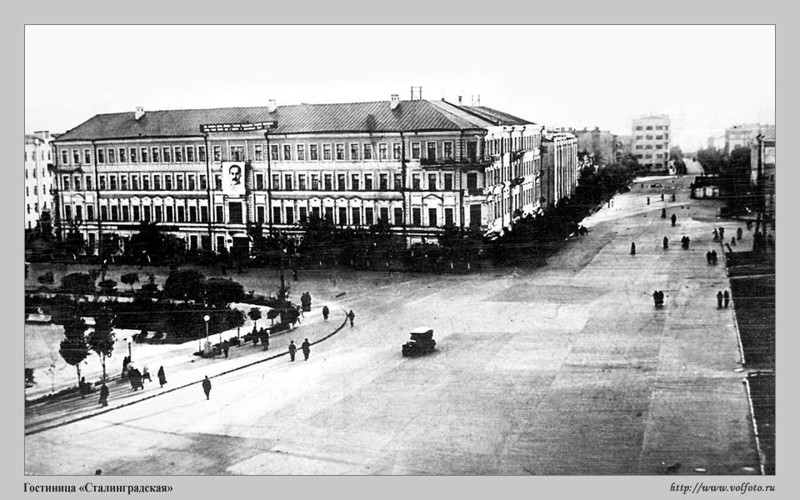 Гостиница «Сталинградская»
http://www.volfoto.ru